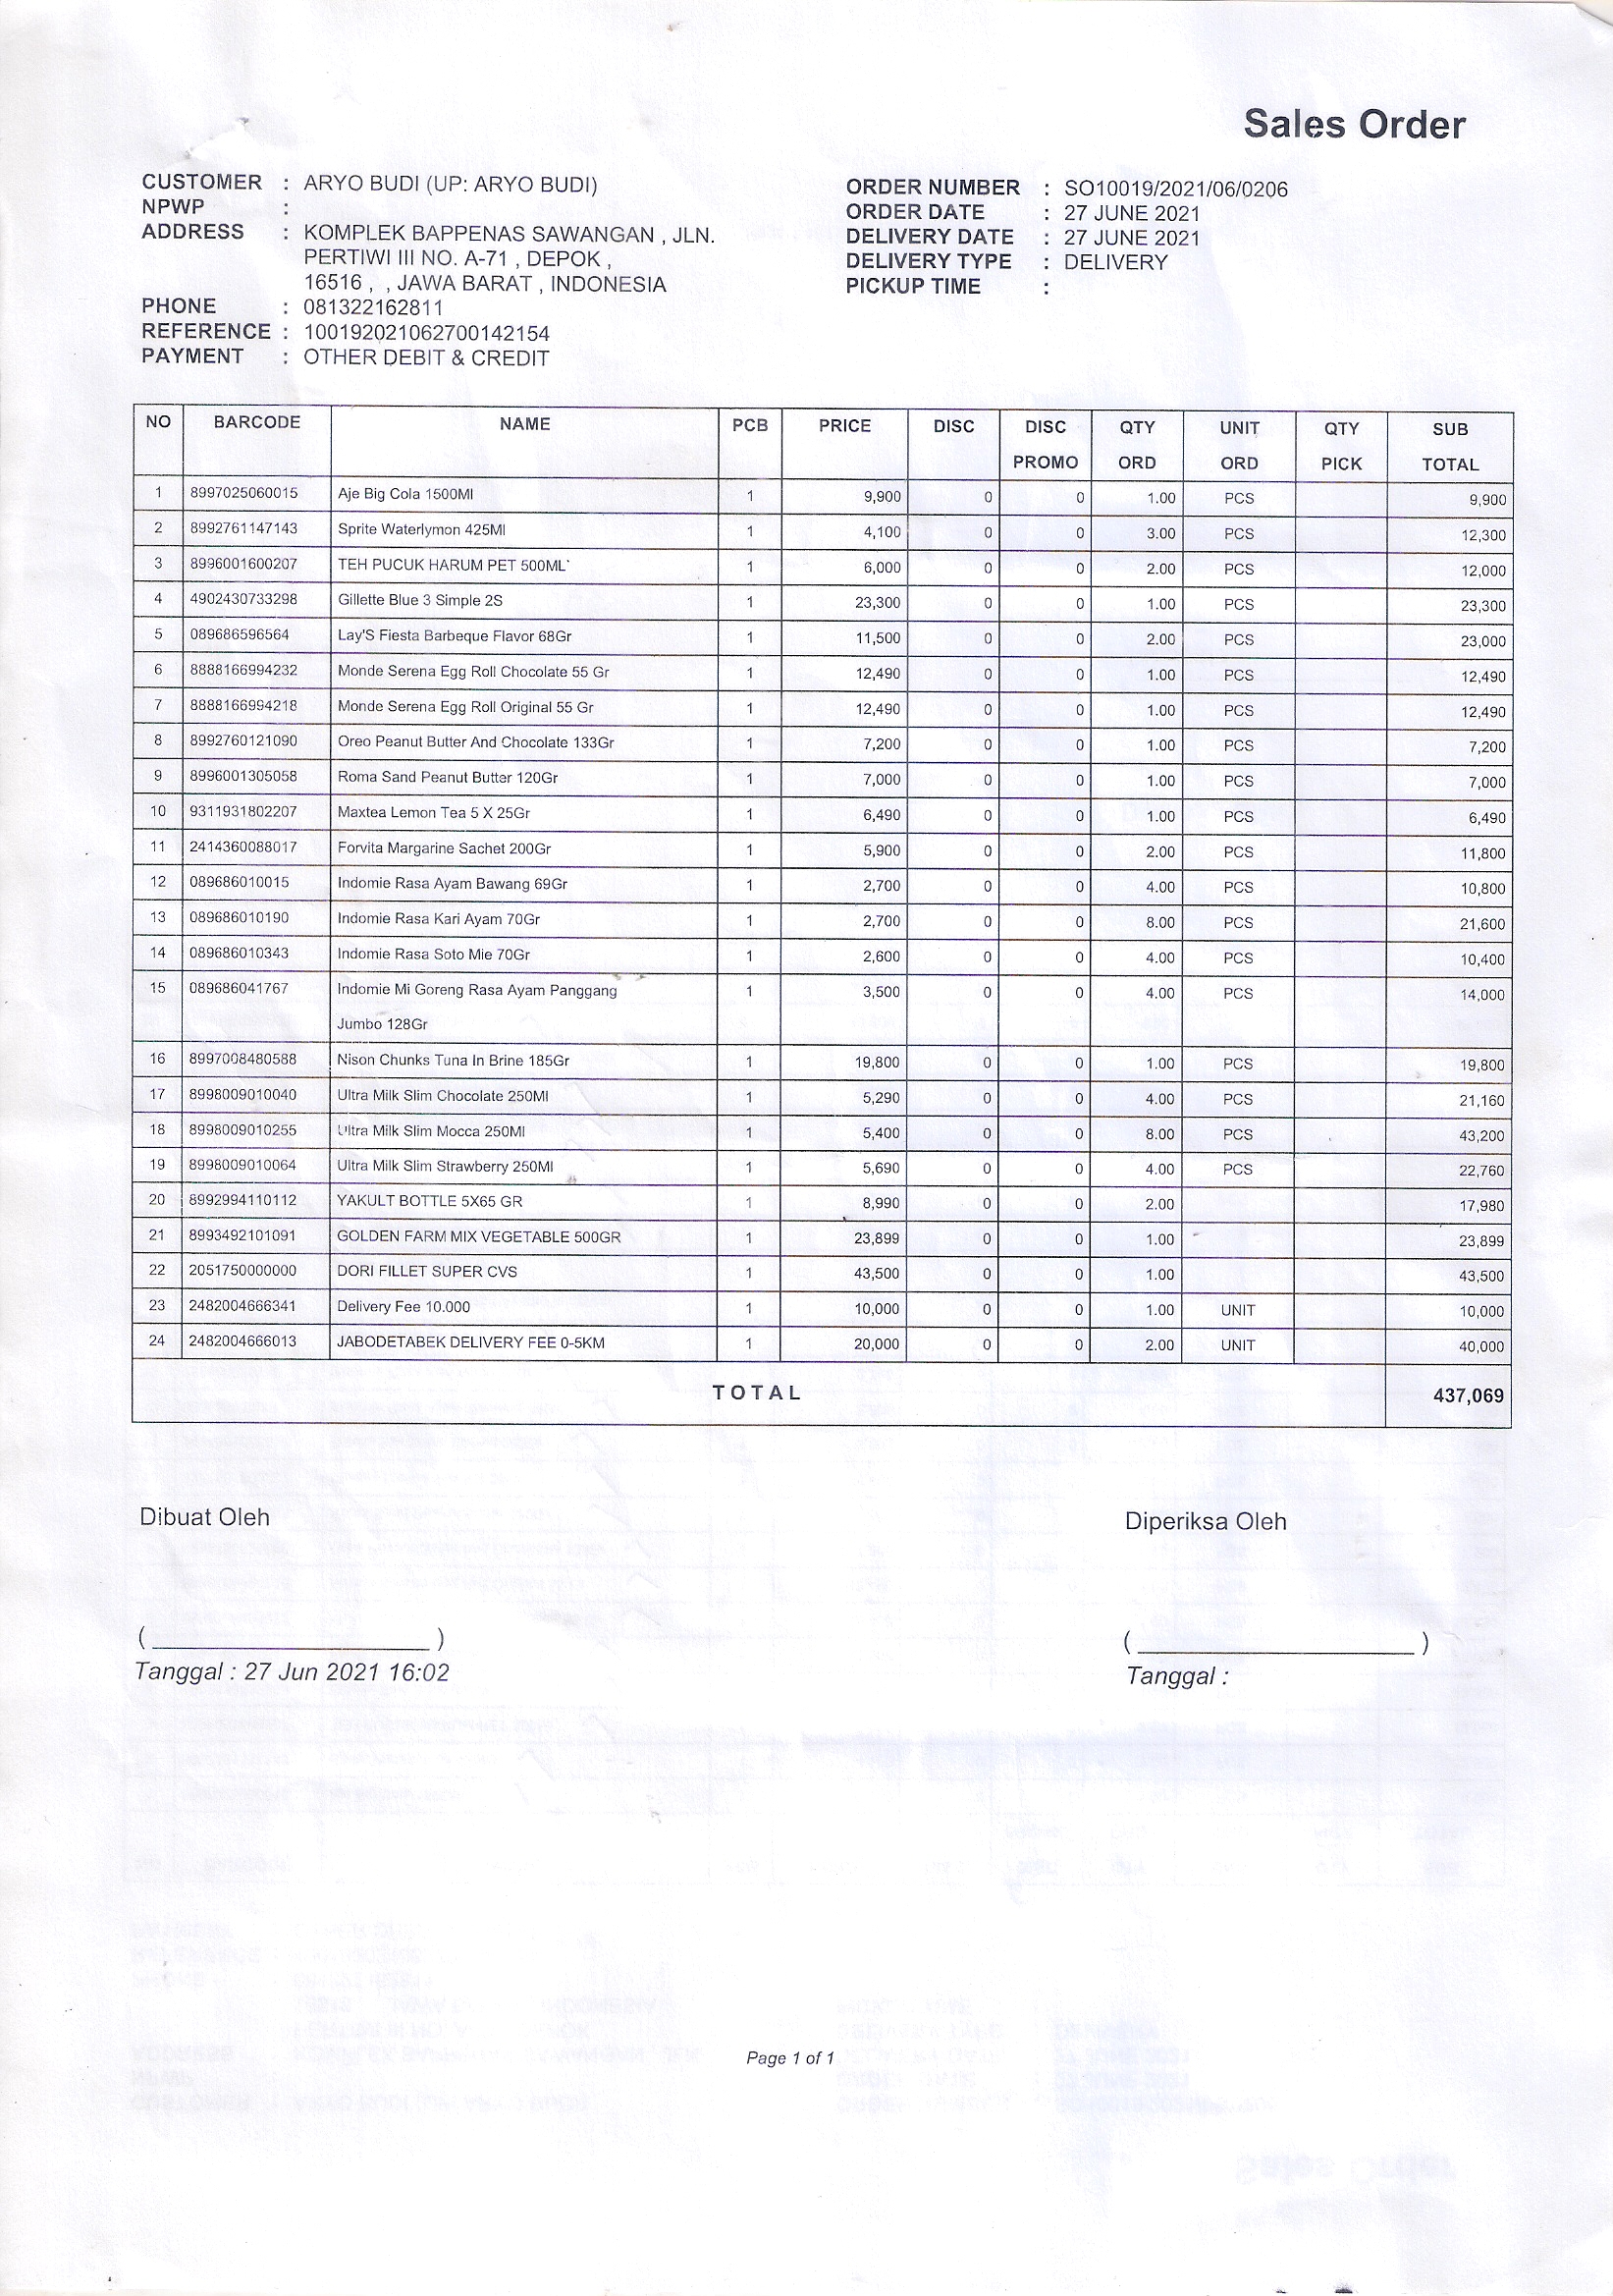 Sales Order
CUSTOMER : ARYO BUDI (UP: ARYO BUDI)
NPWP :
ADDRESS : KOMPLEK BAPPENAS SAWANGAN , JLN.
PERTIWI III NO. A-71 , DEPOK ,
16516 , , JAWA BARAT , INDONESIA
PHONE : 081322162811
REFERENCE : 100192021062700142154
PAYMENT : OTHER DEBIT & CREDIT
ORDER NUMBER : SO10019/2021/06/0206
ORDER DATE : 27 JUNE 2021
DELIVERY DATE : 27 JUNE 2021
DELIVERY TYPE : DELIVERY
PICKUP TIME :
NO BARCODE NAME PCB PRICE DISC DISC PROMO QTY ORD UNIT ORD QTY PICK SUB TOTAL
1 8997025060015 Aje Big Cola 1500Ml 1 9,900 0 0 1.00 PCS 9,900
2 8992761147143 Sprite Waterlymon 425Ml 1 4,100 0 0 3.00 PCS 12,300
3 8996001600207 TEH PUCUK HARUM PET 500ML` 1 6,000 0 0 2.00 PCS 12,000
4 4902430733298 Gillette Blue 3 Simple 2S 1 23,300 0 0 1.00 PCS 23,300
5 089686596564 Lay'S Fiesta Barbeque Flavor 68Gr 1 11,500 0 0 2.00 PCS 23,000
6 8888166994232 Monde Serena Egg Roll Chocolate 55 Gr 1 12,490 0 0 1.00 PCS 12,490
7 8888166994218 Monde Serena Egg Roll Original 55 Gr 1 12,490 0 0 1.00 PCS 12,490
8 8992760121090 Oreo Peanut Butter And Chocolate 133Gr 1 7,200 0 0 1.00 PCS 7,200
9 8996001305058 Roma Sand Peanut Butter 120Gr 1 7,000 0 0 1.00 PCS 7,000
10 9311931802207 Maxtea Lemon Tea 5 X 25Gr 1 6,490 0 0 1.00 PCS 6,490
11 2414360088017 Forvita Margarine Sachet 200Gr 1 5,900 0 0 2.00 PCS 11,800
12 089686010015 Indomie Rasa Ayam Bawang 69Gr 1 2,700 0 0 4.00 PCS 10,800
13 089686010190 Indomie Rasa Kari Ayam 70Gr 1 2,700 0 0 8.00 PCS 21,600
14 089686010343 Indomie Rasa Soto Mie 70Gr 1 2,600 0 0 4.00 PCS 10,400
15 089686041767 Indomie Mi Goreng Rasa Ayam Panggang 1 3,500 0 0 4.00 PCS 14,000
Jumbo 128Gr
16 8997008480588 Nison Chunks Tuna In Brine 185Gr 1 19,800 0 0 1.00 PCS 19,800
17 8998009010040 Ultra Milk Slim Chocolate 250Ml 1 5,290 0 0 4.00 PCS 21,160
18 8998009010255 Ultra Milk Slim Mocca 250Ml 1 5,400 0 0 8.00 PCS 43,200
19 8998009010064 Ultra Milk Slim Strawberry 250Ml 1 5,690 0 0 4.00 PCS 22,760
20 8992994110112 YAKULT BOTTLE 5X65 GR 1 8,990 0 0 2.00 17,980
21 8993492101091 GOLDEN FARM MIX VEGETABLE 500GR 1 23,899 0 0 1.00 23,899
22 2051750000000 DORI FILLET SUPER CVS 1 43,500 0 0 1.00 43,500
23 2482004666341 Delivery Fee 10.000 1 10,000 0 0 1.00 UNIT 10,000
24 2482004666013 JABODETABEK DELIVERY FEE 0-5KM 1 20,000 0 0 2.00 UNIT 40,000
TOTAL 437,069
Dibuat Oleh
Diperiksa Oleh
( ____________________ )
( ____________________ )
Tanggal : 27 Jun 2021 16:02
Tanggal :
Page 1 of 1